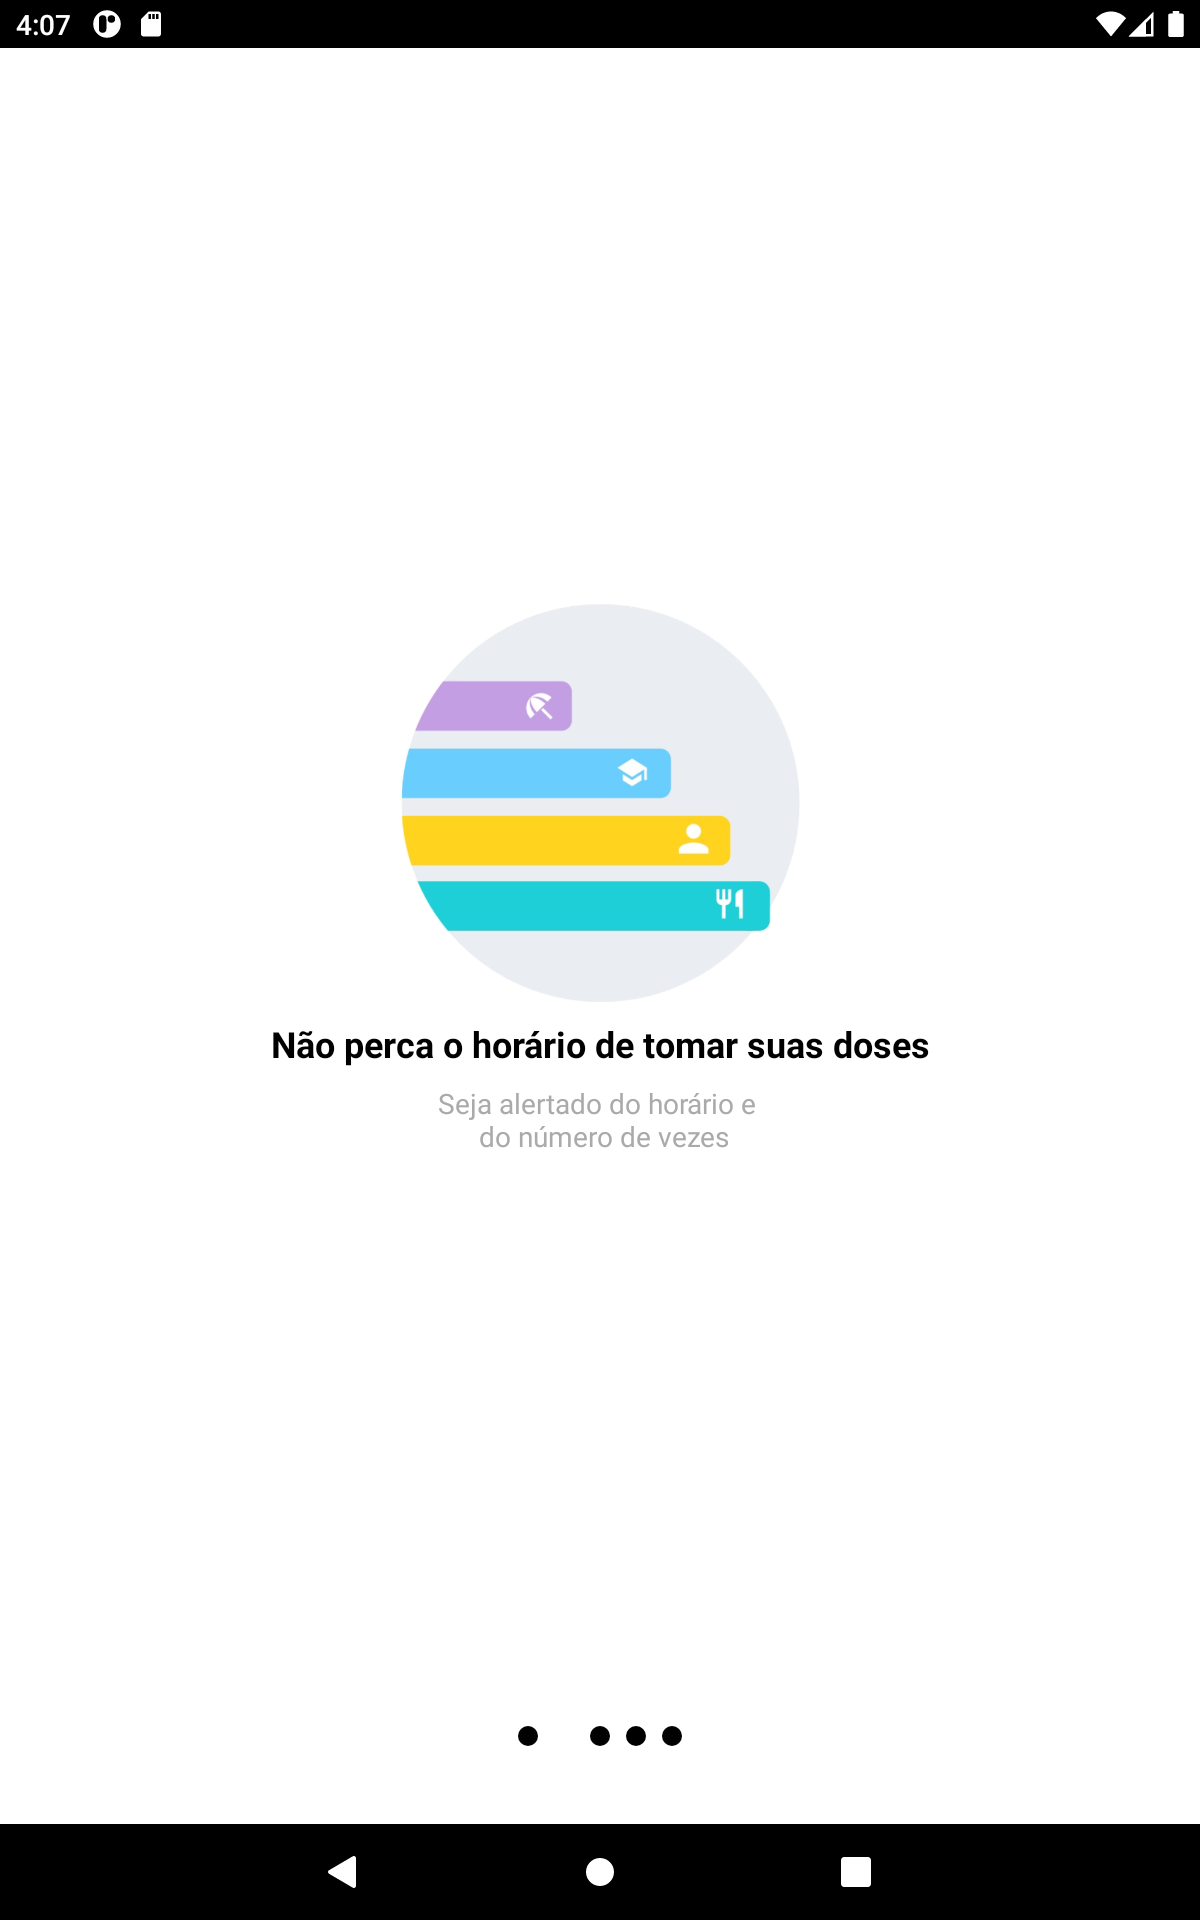 4:07
Não perca o horário de tomar suas doses
Seja alertado do horário e
do número de vezes